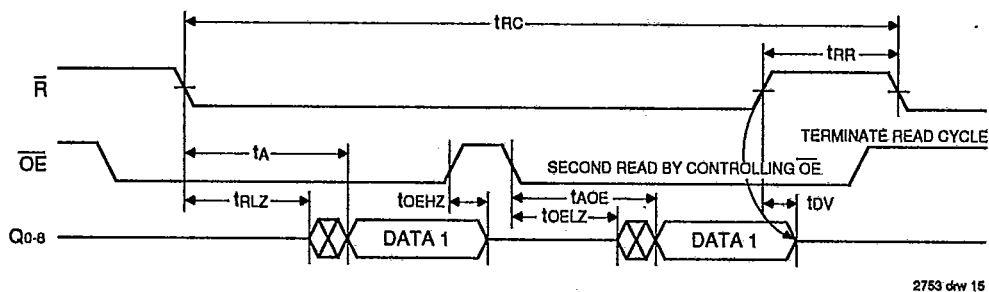 tRC
tRR
R
TERMINATE READ CYCLE
OE
tA
SECOND READ BY CONTROLLING OE
tRLZ
tOEHZ
tAOE
tOELZ
tDV
Q0-8
DATA 1
DATA 1
2753 drw 15